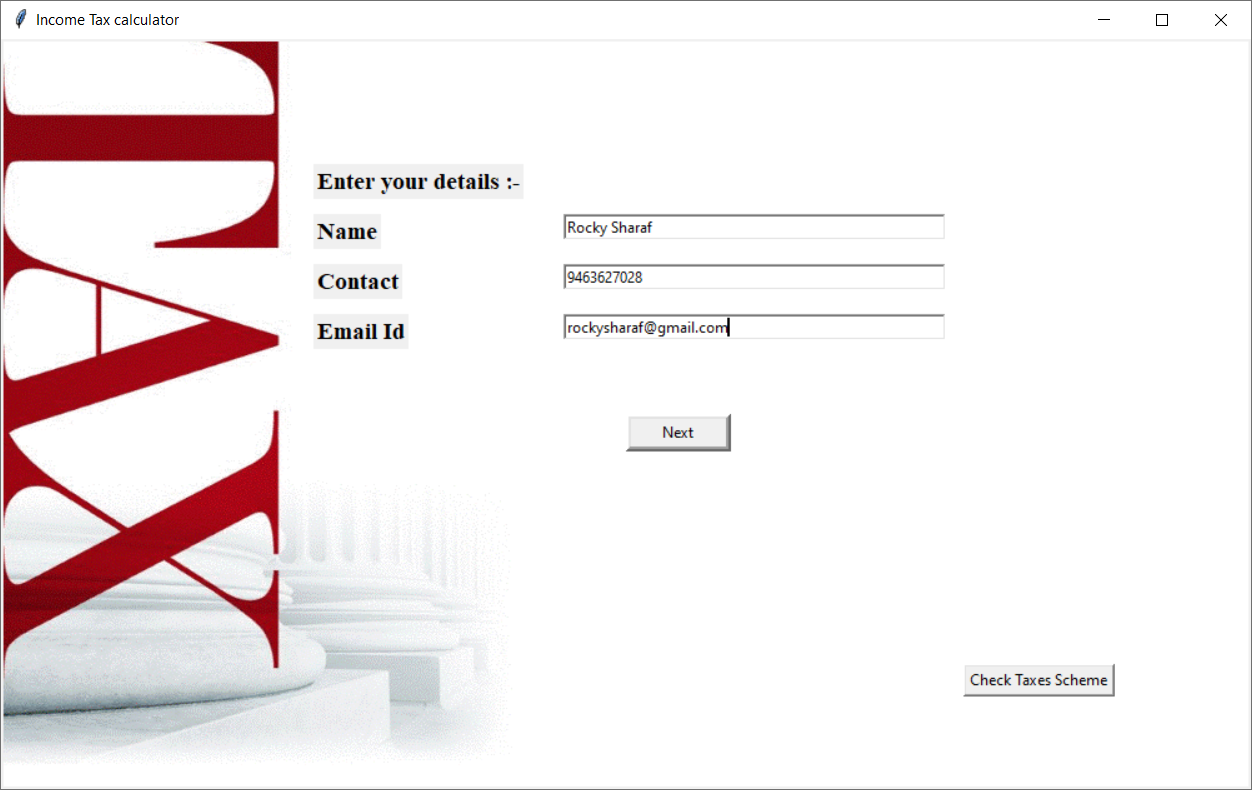 Income Tax calculator
TAX
Enter your details :-
Name Rocky Sharaf
Contact 9463627028
Email Id rockysharaf@gmail.com
Next
Check Taxes Scheme